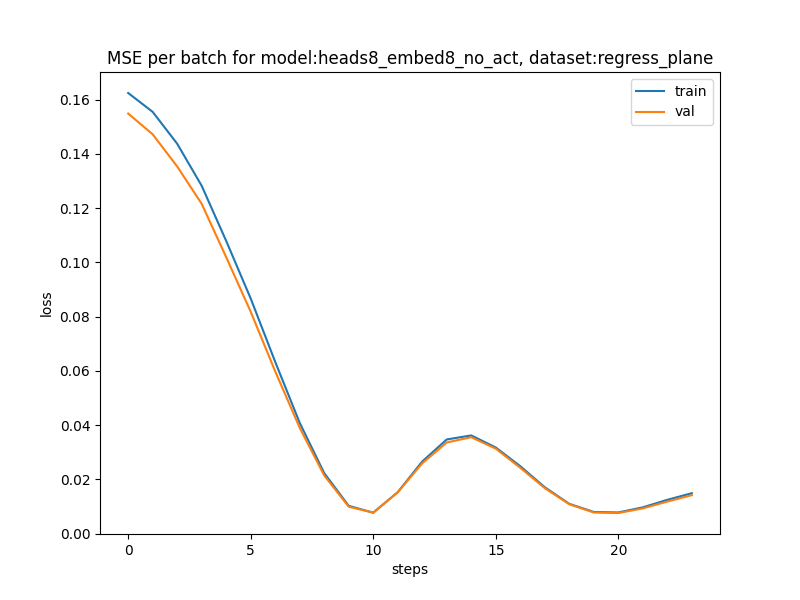 MSE per batch for model:heads8_embed8_no_act, dataset:regress_plane
train
val
0.16
0.14
0.12
0.10
0.08
0.06
0.04
0.02
0.00
loss
0 5 10 15 20
steps